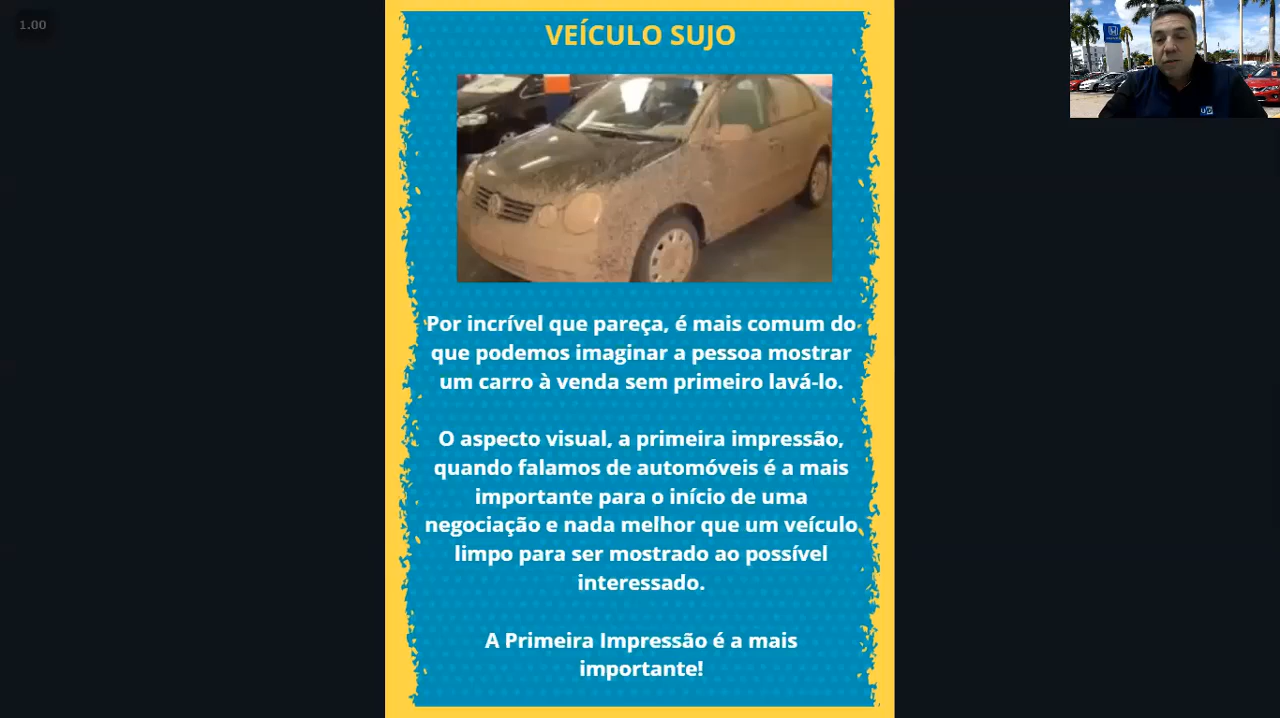 1.00
VEÍCULO SUJO
Por incrível que pareça, é mais comum do
que podemos imaginar a pessoa mostrar
um carro à venda sem primeiro lavá-lo.
O aspecto visual, a primeira impressão,
quando falamos de automóveis é a mais
importante para o início de uma
negociação e nada melhor que um veículo
limpo para ser mostrado ao possível
interessado.
A Primeira Impressão é a mais
importante!